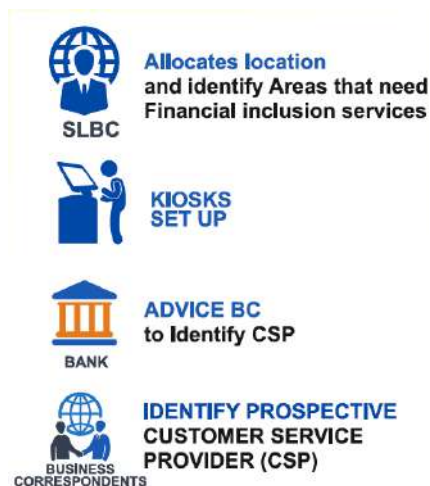 Allocates location
and identify Areas that need
Financial inclusion services
SLBC
KIOSKS
SET UP
ADVICE BC
to Identify CSP
BANK
IDENTIFY PROSPECTIVE
CUSTOMER SERVICE
PROVIDER (CSP)
BUSINESS
CORRESPONDENTS